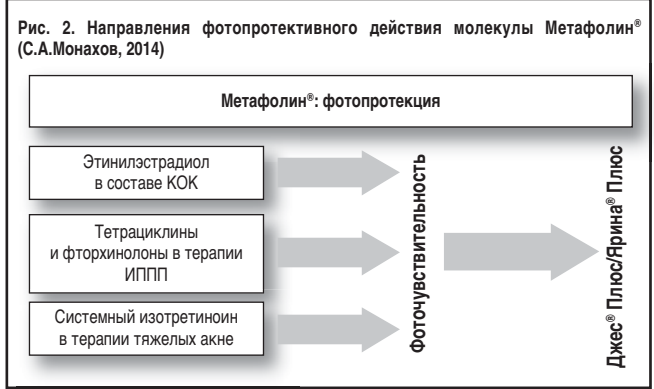 Рис. 2. Направления фотопротективного действия молекулы Метафолин®
(С.А.Монахов, 2014)
Метафолин®: фотопротекция
Этинилэстрадиол
в составе КОК
Тетрациклины
и фторхинолоны в терапии
ИППП
Системный изотретиноин
в терапии тяжелых акне
Фоточувствительность
Джес® Плюс/Ярина® Плюс